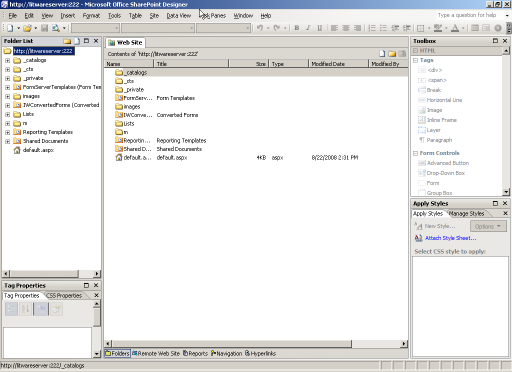 http://litwareserver:222 - Microsoft Office SharePoint Designer
File Edit View Insert Format Tools Table Site Data View Task Panes Window Help
Type a question for help
Folder List
http://litwareserver:222
_catalogs
_cts
_private
FormServerTemplates (Form Te
images
IWConvertedForms (Converted
Lists
m
Reporting Templates
Shared Documents
default.aspx
Tag Properties
Tag Properties CSS Properties
Web Site
Contents of 'http://litwareserver:222'
Name Title Size Type Modified Date Modified By
_catalogs
_cts
_private
FormServ... Form Templates
images
IWConve... Converted Forms
Lists
m
Reportin... Reporting Templates
Shared D... Shared Documents
default.a... default.aspx 4KB aspx 8/22/2008 2:31 PM
Folders Remote Web Site Reports Navigation Hyperlinks
Toolbox
HTML
Tags
<div>
<span>
Break
Horizontal Line
Image
Inline Frame
Layer
Paragraph
Form Controls
Advanced Button
Drop-Down Box
Form
Group Box
Apply Styles
Apply Styles Manage Styles
New Style...
Options
Attach Style Sheet...
Select CSS style to apply:
http://litwareserver:222/_catalogs